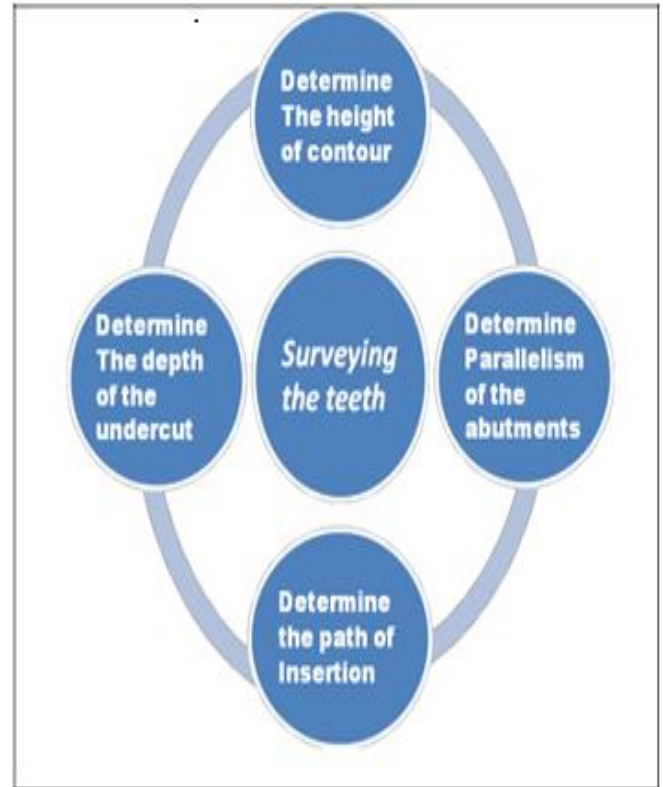 Determine
The height
of contour
Determine
The depth
of the
undercut
Surveying
the teeth
Determine
Parallelism
of the
abutments
Determine
the path of
Insertion